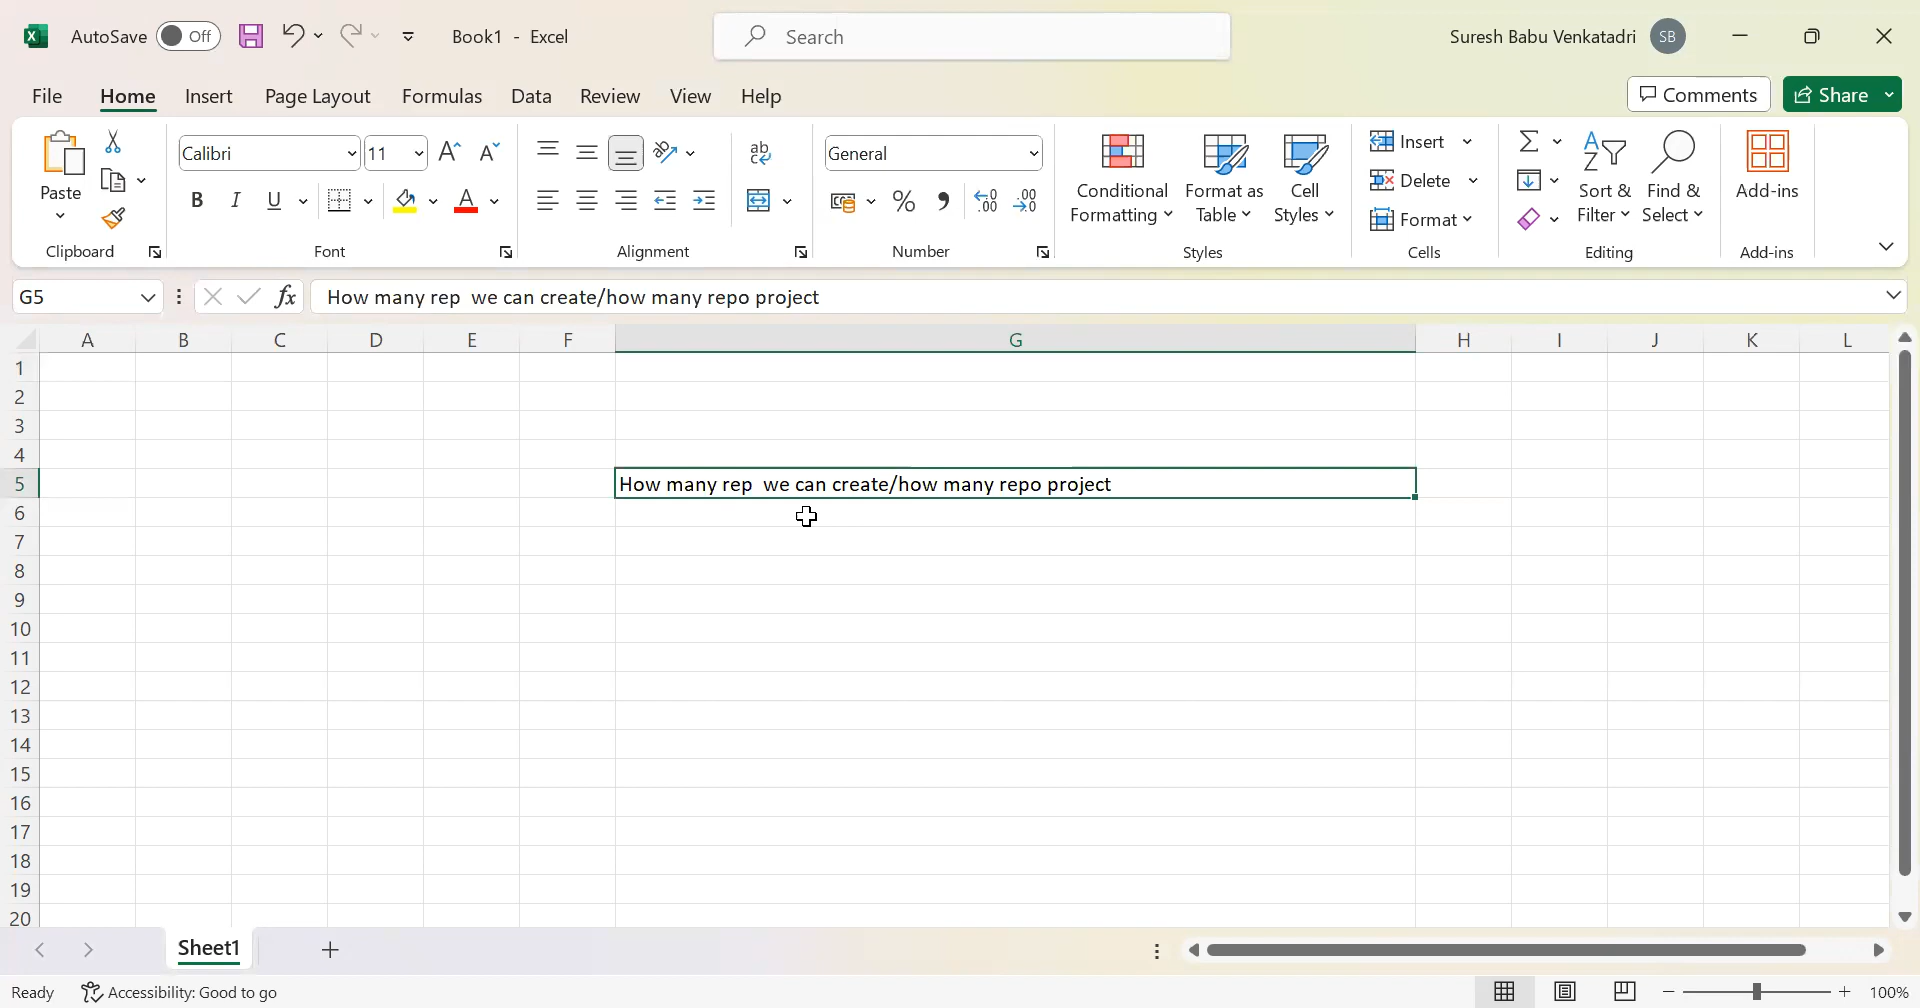 AutoSave Off Book1 - Excel Search Suresh Babu Venkatadri SB
File Home Insert Page Layout Formulas Data Review View Help Comments Share
Paste
Clipboard
Calibri 11
B I U A
Font
ab
Alignment
General
% .00
Number
Conditional Formatting
Format as Table
Cell Styles
Styles
Insert
Delete
Format
Cells
Sort & Filter
Find & Select
Editing
Add-ins
Add-ins
G5 fx How many rep  we can create/how many repo project
A B C D E F G H I J K L
1
2
3
4
5 How many rep  we can create/how many repo project
6
7
8
9
10
11
12
13
14
15
16
17
18
19
20
Sheet1
Ready Accessibility: Good to go 100%